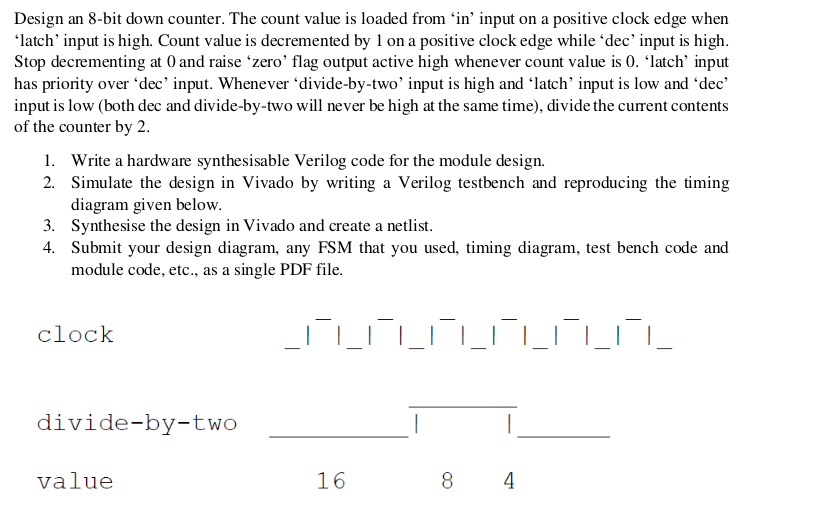 Design an 8-bit down counter. The count value is loaded from ‘in’ input on a positive clock edge when
‘latch’ input is high. Count value is decremented by 1 on a positive clock edge while ‘dec’ input is high.
Stop decrementing at 0 and raise ‘zero’ flag output active high whenever count value is 0. ‘latch’ input
has priority over ‘dec’ input. Whenever ‘divide-by-two’ input is high and ‘latch’ input is low and ‘dec’
input is low (both dec and divide-by-two will never be high at the same time), divide the current contents
of the counter by 2.
1. Write a hardware synthesisable Verilog code for the module design.
2. Simulate the design in Vivado by writing a Verilog testbench and reproducing the timing
diagram given below.
3. Synthesise the design in Vivado and create a netlist.
4. Submit your design diagram, any FSM that you used, timing diagram, test bench code and
module code, etc., as a single PDF file.
clock
divide-by-two
value 16 8 4